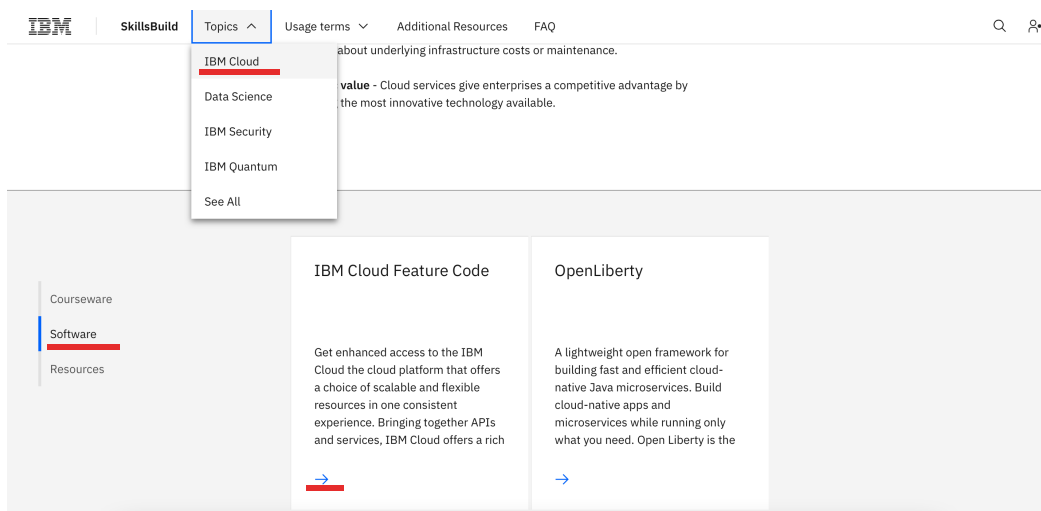 IBM
SkillsBuild
Topics
Usage terms
Additional Resources
FAQ
about underlying infrastructure costs or maintenance.
IBM Cloud
value - Cloud services give enterprises a competitive advantage by
the most innovative technology available.
Data Science
IBM Security
IBM Quantum
See All
Courseware
Software
Resources
IBM Cloud Feature Code
Get enhanced access to the IBM
Cloud the cloud platform that offers
a choice of scalable and flexible
resources in one consistent
experience. Bringing together APIs
and services, IBM Cloud offers a rich
OpenLiberty
A lightweight open framework for
building fast and efficient cloud-
native Java microservices. Build
cloud-native apps and
microservices while running only
what you need. Open Liberty is the